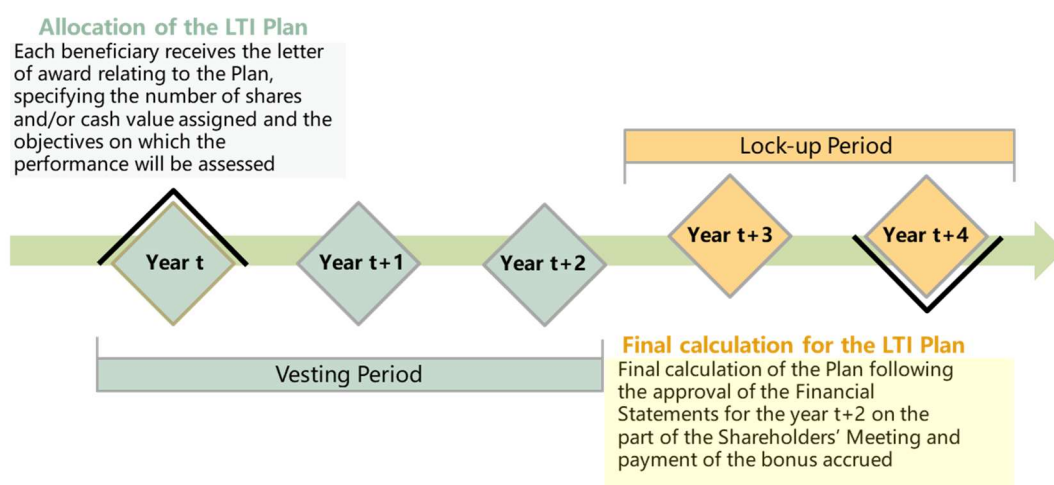 Allocation of the LTI Plan
Each beneficiary receives the letter
of award relating to the Plan,
specifying the number of shares
and/or cash value assigned and the
objectives on which the
performance will be assessed
Lock-up Period
Year t
Year t+1
Year t+2
Year t+3
Year t+4
Vesting Period
Final calculation for the LTI Plan
Final calculation of the Plan following
the approval of the Financial
Statements for the year t+2 on the
part of the Shareholders’ Meeting and
payment of the bonus accrued